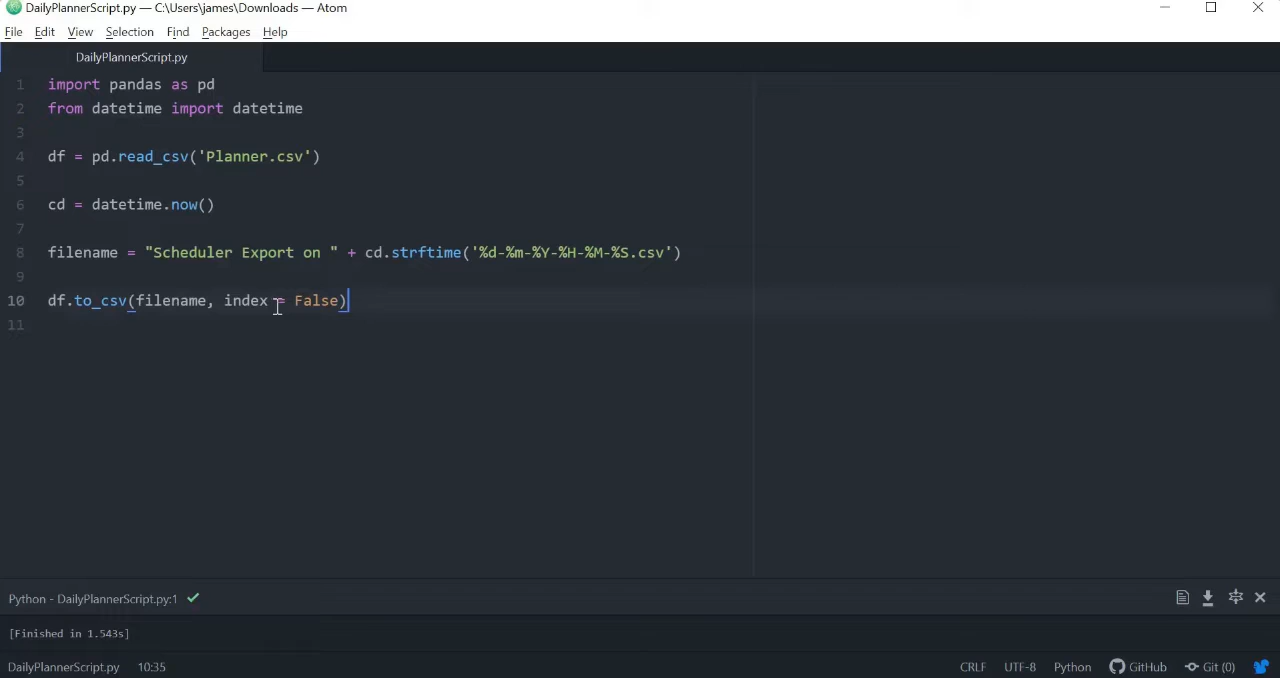 DailyPlannerScript.py — C:\Users\james\Downloads — Atom
File Edit View Selection Find Packages Help
DailyPlannerScript.py
1 import pandas as pd
2 from datetime import datetime
3
4 df = pd.read_csv('Planner.csv')
5
6 cd = datetime.now()
7
8 filename = "Scheduler Export on " + cd.strftime('%d-%m-%Y-%H-%M-%S.csv')
9
10 df.to_csv(filename, index = False)
11
Python - DailyPlannerScript.py:1
[Finished in 1.543s]
DailyPlannerScript.py 10:35 CRLF UTF-8 Python GitHub Git (0)